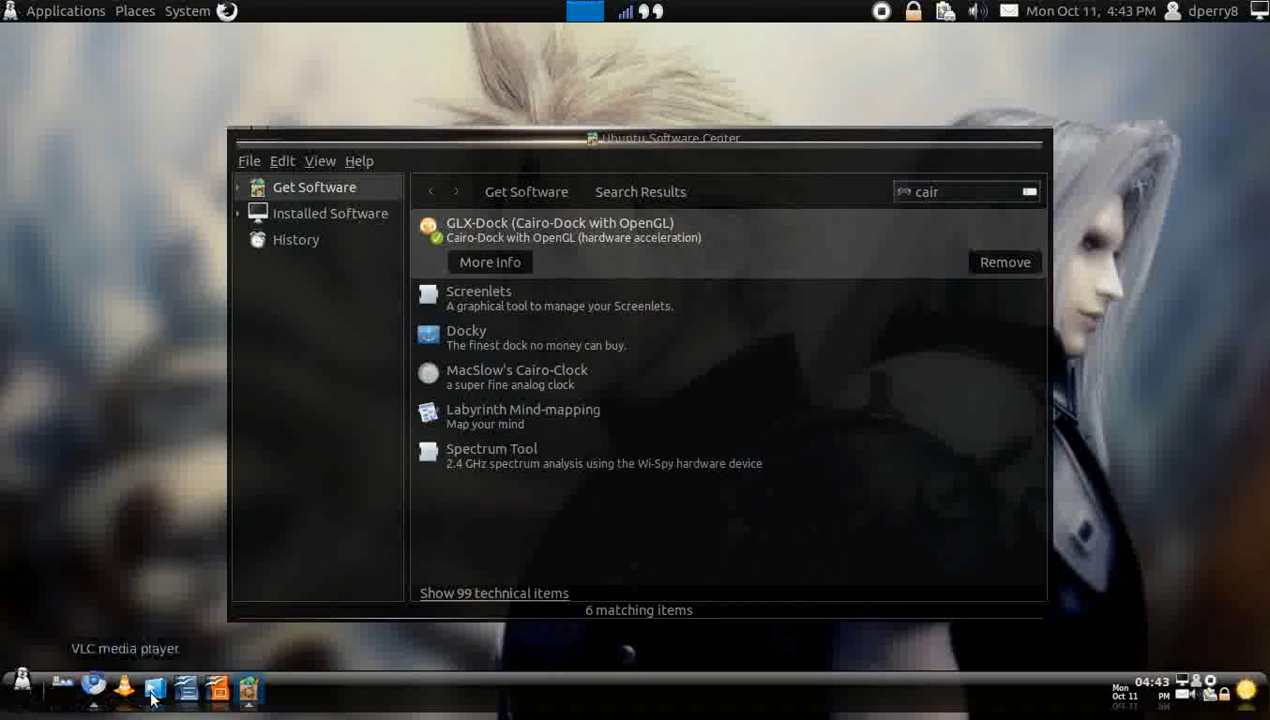 Applications Places System
Mon Oct 11, 4:43 PM dperry8
Ubuntu Software Center
File Edit View Help
Get Software
Installed Software
History
Get Software Search Results cair
GLX-Dock (Cairo-Dock with OpenGL)
Cairo-Dock with OpenGL (hardware acceleration)
More Info Remove
Screenlets
A graphical tool to manage your Screenlets.
Docky
The finest dock no money can buy.
MacSlow's Cairo-Clock
a super fine analog clock
Labyrinth Mind-mapping
Map your mind
Spectrum Tool
2.4 GHz spectrum analysis using the Wi-Spy hardware device
Show 99 technical items
6 matching items
VLC media player
04:43
Mon PM
Oct 11